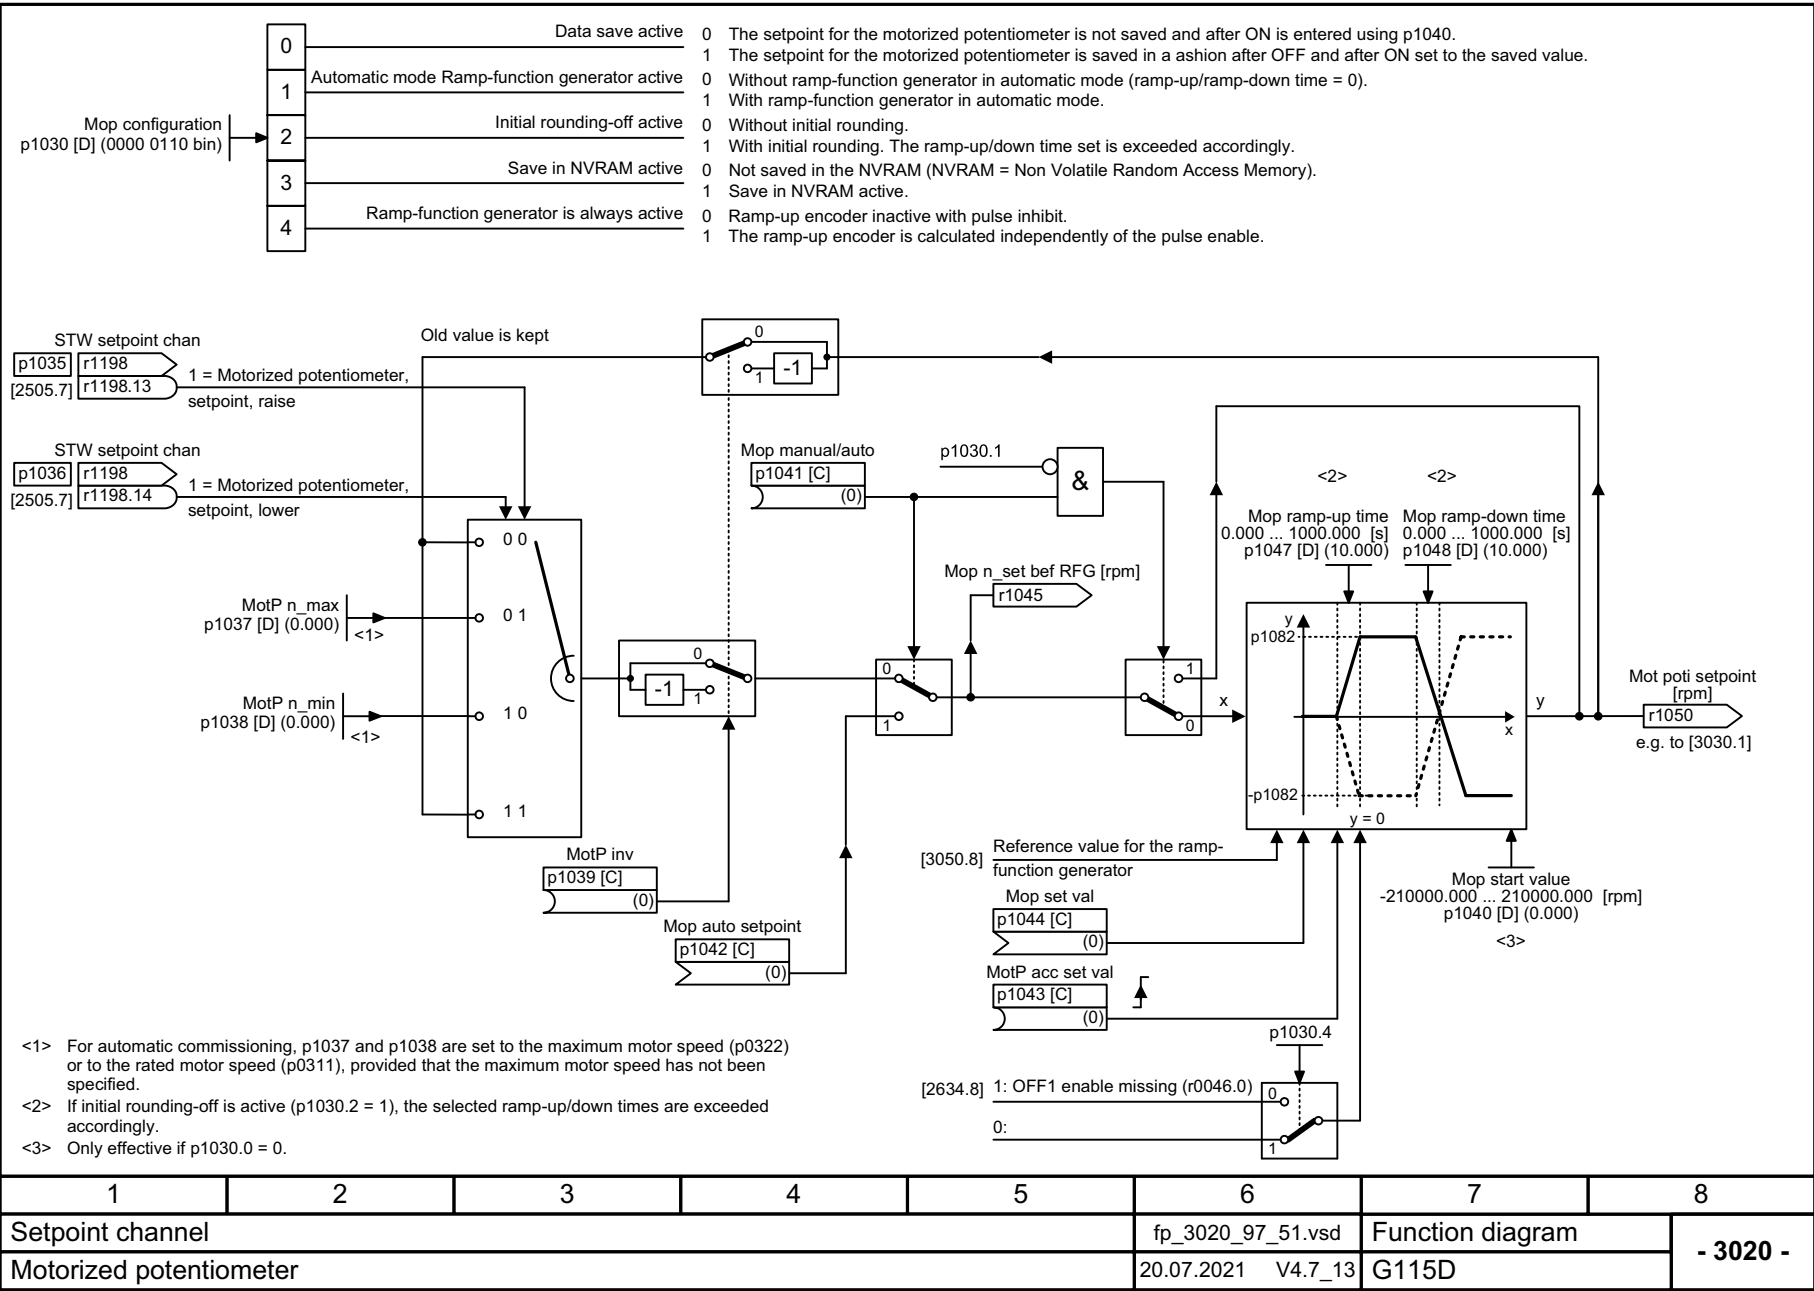 Mop configuration
p1030 [D] (0000 0110 bin)
0
1
2
3
4
Data save active
0 The setpoint for the motorized potentiometer is not saved and after ON is entered using p1040.
1 The setpoint for the motorized potentiometer is saved in a ashion after OFF and after ON set to the saved value.
Automatic mode Ramp-function generator active
0 Without ramp-function generator in automatic mode (ramp-up/ramp-down time = 0).
1 With ramp-function generator in automatic mode.
Initial rounding-off active
0 Without initial rounding.
1 With initial rounding. The ramp-up/down time set is exceeded accordingly.
Save in NVRAM active
0 Not saved in the NVRAM (NVRAM = Non Volatile Random Access Memory).
1 Save in NVRAM active.
Ramp-function generator is always active
0 Ramp-up encoder inactive with pulse inhibit.
1 The ramp-up encoder is calculated independently of the pulse enable.
STW setpoint chan
p1035 r1198
[2505.7] r1198.13
1 = Motorized potentiometer,
setpoint, raise
Old value is kept
0
1
-1
STW setpoint chan
p1036 r1198
[2505.7] r1198.14
1 = Motorized potentiometer,
setpoint, lower
0 0
0 1
1 0
1 1
MotP n_max
p1037 [D] (0.000)
<1>
MotP n_min
p1038 [D] (0.000)
<1>
-1
0
1
MotP inv
p1039 [C]
(0)
Mop auto setpoint
p1042 [C]
(0)
Mop manual/auto
p1041 [C]
(0)
p1030.1
&
0
1
Mop n_set bef RFG [rpm]
r1045
1
0
x
<2>
<2>
Mop ramp-up time
0.000 ... 1000.000 [s]
p1047 [D] (10.000)
Mop ramp-down time
0.000 ... 1000.000 [s]
p1048 [D] (10.000)
y
p1082
x
-p1082
y = 0
y
Mot poti setpoint
[rpm]
r1050
e.g. to [3030.1]
[3050.8]
Reference value for the ramp-
function generator
Mop set val
p1044 [C]
(0)
MotP acc set val
p1043 [C]
(0)
Mop start value
-210000.000 ... 210000.000 [rpm]
p1040 [D] (0.000)
<3>
p1030.4
[2634.8] 1: OFF1 enable missing (r0046.0)
0:
0
1
<1> For automatic commissioning, p1037 and p1038 are set to the maximum motor speed (p0322)
or to the rated motor speed (p0311), provided that the maximum motor speed has not been
specified.
<2> If initial rounding-off is active (p1030.2 = 1), the selected ramp-up/down times are exceeded
accordingly.
<3> Only effective if p1030.0 = 0.
1 2 3 4 5 6 7 8
Setpoint channel
fp_3020_97_51.vsd
Function diagram
- 3020 -
Motorized potentiometer
20.07.2021 V4.7_13
G115D